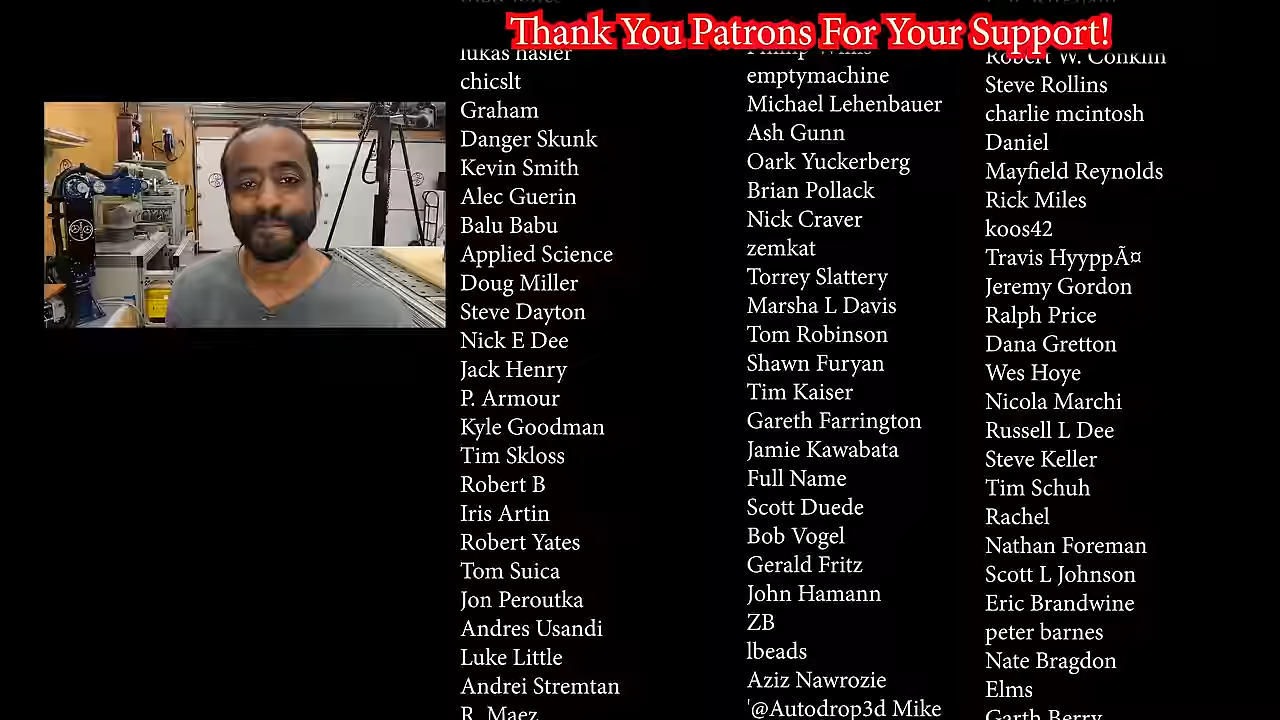 Thank You Patrons For Your Support!
lukas hasler
chicslt
Graham
Danger Skunk
Kevin Smith
Alec Guerin
Balu Babu
Applied Science
Doug Miller
Steve Dayton
Nick E Dee
Jack Henry
P. Armour
Kyle Goodman
Tim Skloss
Robert B
Iris Artin
Robert Yates
Tom Suica
Jon Peroutka
Andres Usandi
Luke Little
Andrei Stremtan
R. Maez
emptymachine
Michael Lehenbauer
Ash Gunn
Oark Yuckerberg
Brian Pollack
Nick Craver
zemkat
Torrey Slattery
Marsha L Davis
Tom Robinson
Shawn Furyan
Tim Kaiser
Gareth Farrington
Jamie Kawabata
Full Name
Scott Duede
Bob Vogel
Gerald Fritz
John Hamann
ZB
lbeads
Aziz Nawrozie
'@Autodrop3d Mike
Robert W. Conklin
Steve Rollins
charlie mcintosh
Daniel
Mayfield Reynolds
Rick Miles
koos42
Travis HyyppÃ¤
Jeremy Gordon
Ralph Price
Dana Gretton
Wes Hoye
Nicola Marchi
Russell L Dee
Steve Keller
Tim Schuh
Rachel
Nathan Foreman
Scott L Johnson
Eric Brandwine
peter barnes
Nate Bragdon
Elms
Garth Berry